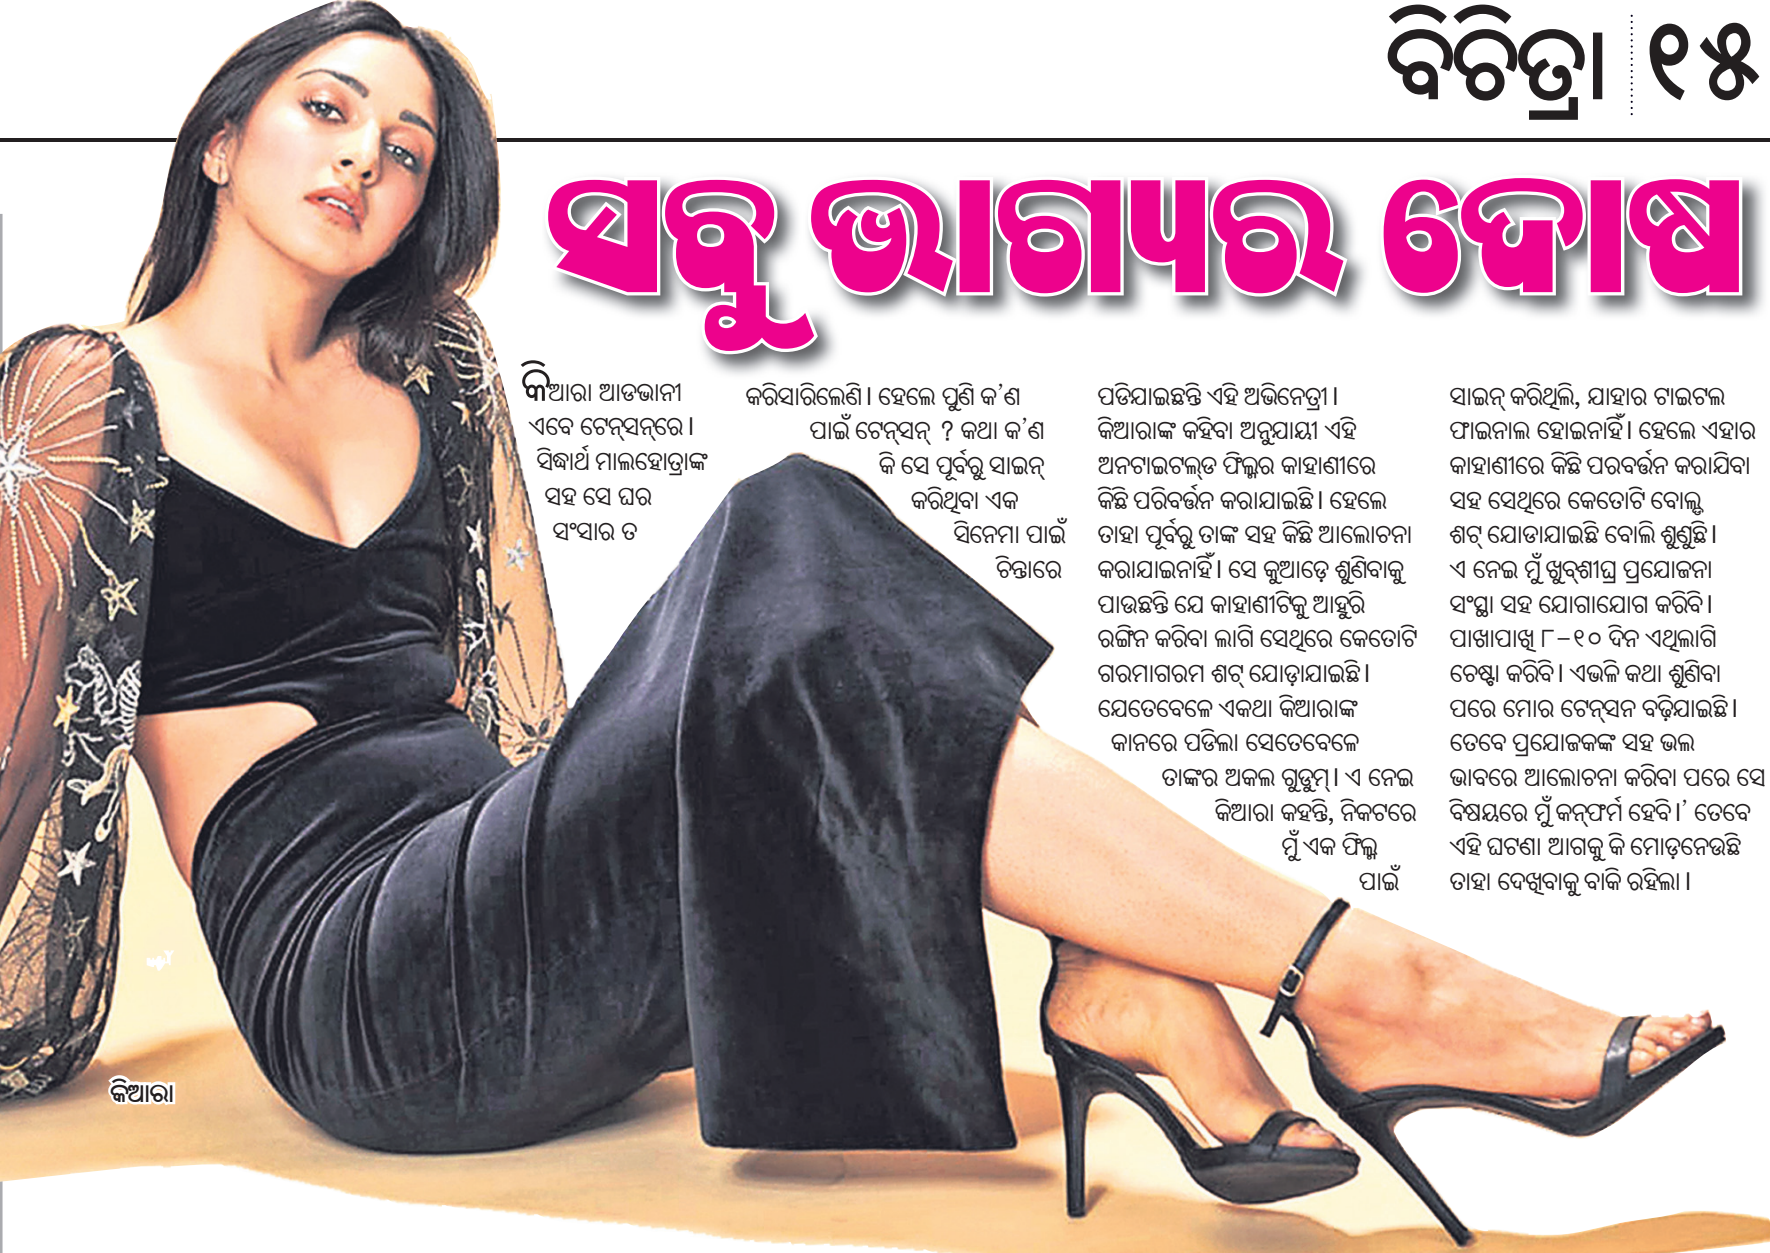 ବିଚିତ୍ରା
୧୫
ସବୁ ଭାଗ୍ୟର ଦୋଷ
କିଆରା ଆଡଭାନୀ
ଏବେ ଟେନ୍‌ସନ୍‌ରେ।
ସିଦ୍ଧାର୍ଥ ମାଲହୋତ୍ରାଙ୍କ
ସହ ସେ ଘର
ସଂସାର ତ
କରିସାରିଲେଣି। ହେଲେ ପୁଣି କ'ଣ
ପାଇଁ ଟେନ୍‌ସନ୍ ? କଥା କ'ଣ
କି ସେ ପୂର୍ବରୁ ସାଇନ୍
କରିଥିବା ଏକ
ସିନେମା ପାଇଁ
ଚିନ୍ତାରେ
ପଡିଯାଇଛନ୍ତି ଏହି ଅଭିନେତ୍ରୀ।
କିଆରାଙ୍କ କହିବା ଅନୁଯାୟୀ ଏହି
ଅନଟାଇଟଲ୍‌ଡ ଫିଲ୍ମର କାହାଣୀରେ
କିଛି ପରିବର୍ତ୍ତନ କରାଯାଇଛି। ହେଲେ
ତାହା ପୂର୍ବରୁ ତାଙ୍କ ସହ କିଛି ଆଲୋଚନା
କରାଯାଇନାହିଁ। ସେ କୁଆଡ଼େ ଶୁଣିବାକୁ
ପାଉଛନ୍ତି ଯେ କାହାଣୀଟିକୁ ଆହୁରି
ରଙ୍ଗିନ କରିବା ଲାଗି ସେଥିରେ କେତୋଟି
ଗରମାଗରମ ଶଟ୍ ଯୋଡ଼ାଯାଇଛି।
ଯେତେବେଳେ ଏକଥା କିଆରାଙ୍କ
କାନରେ ପଡିଲା ସେତେବେଳେ
ତାଙ୍କର ଅକଲ ଗୁଡୁମ୍। ଏ ନେଇ
କିଆରା କହନ୍ତି, ନିକଟରେ
ମୁଁ ଏକ ଫିଲ୍ମ
ପାଇଁ
ସାଇନ୍ କରିଥିଲି, ଯାହାର ଟାଇଟଲ
ଫାଇନାଲ ହୋଇନାହିଁ। ହେଲେ ଏହାର
କାହାଣୀରେ କିଛି ପରବର୍ତ୍ତନ କରାଯିବା
ସହ ସେଥିରେ କେତୋଟି ବୋଲ୍ଡ
ଶଟ୍ ଯୋଡାଯାଇଛି ବୋଲି ଶୁଣୁଛି।
ଏ ନେଇ ମୁଁ ଖୁବ୍‌ଶୀଘ୍ର ପ୍ରଯୋଜନା
ସଂସ୍ଥା ସହ ଯୋଗାଯୋଗ କରିବି।
ପାଖାପାଖି ୮-୧୦ ଦିନ ଏଥିଲାଗି
ଚେଷ୍ଟା କରିବି। ଏଭଳି କଥା ଶୁଣିବା
ପରେ ମୋର ଟେନ୍‌ସନ ବଢ଼ିଯାଇଛି।
ତେବେ ପ୍ରଯୋଜକଙ୍କ ସହ ଭଲ
ଭାବରେ ଆଲୋଚନା କରିବା ପରେ ସେ
ବିଷୟରେ ମୁଁ କନ୍‌ଫର୍ମ ହେବି।' ତେବେ
ଏହି ଘଟଣା ଆଗକୁ କି ମୋଡ଼ନେଉଛି
ତାହା ଦେଖିବାକୁ ବାକି ରହିଲା।
କିଆରା